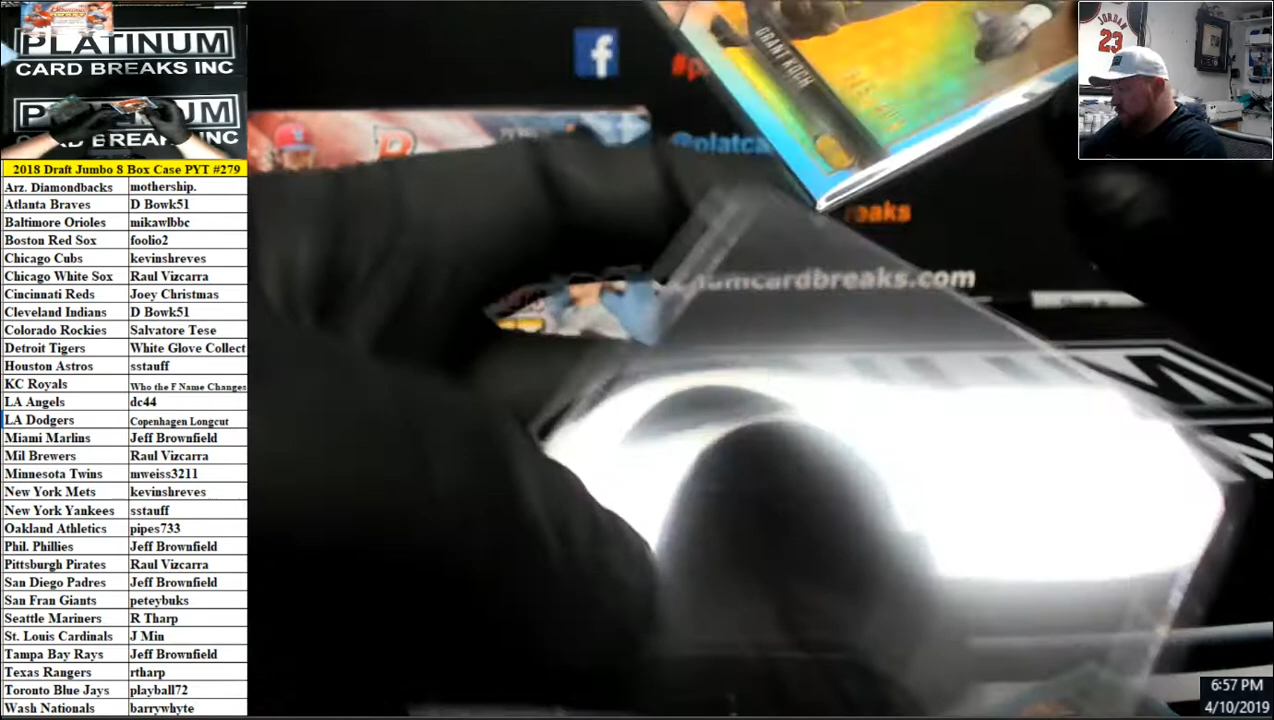 PLATINUM
CARD BREAKS INC
2018 Draft Jumbo 8 Box Case PYT #279
Arz. Diamondbacks mothership.
Atlanta Braves D Bowk51
Baltimore Orioles mikawlbbc
Boston Red Sox foolio2
Chicago Cubs kevinshreves
Chicago White Sox Raul Vizcarra
Cincinnati Reds Joey Christmas
Cleveland Indians D Bowk51
Colorado Rockies Salvatore Tese
Detroit Tigers White Glove Collect
Houston Astros sstauff
KC Royals Who the F Name Changes
LA Angels dc44
LA Dodgers Copenhagen Longcut
Miami Marlins Jeff Brownfield
Mil Brewers Raul Vizcarra
Minnesota Twins mweiss3211
New York Mets kevinshreves
New York Yankees sstauff
Oakland Athletics pipes733
Phil. Phillies Jeff Brownfield
Pittsburgh Pirates Raul Vizcarra
San Diego Padres Jeff Brownfield
San Fran Giants peteybuks
Seattle Mariners R Tharp
St. Louis Cardinals J Min
Tampa Bay Rays Jeff Brownfield
Texas Rangers rtharp
Toronto Blue Jays playball72
Wash Nationals barrywhyte
f
GRANT KOCH
@platca
reaks
umcardbreaks.com
JORDAN
23
6:57 PM
4/10/2019